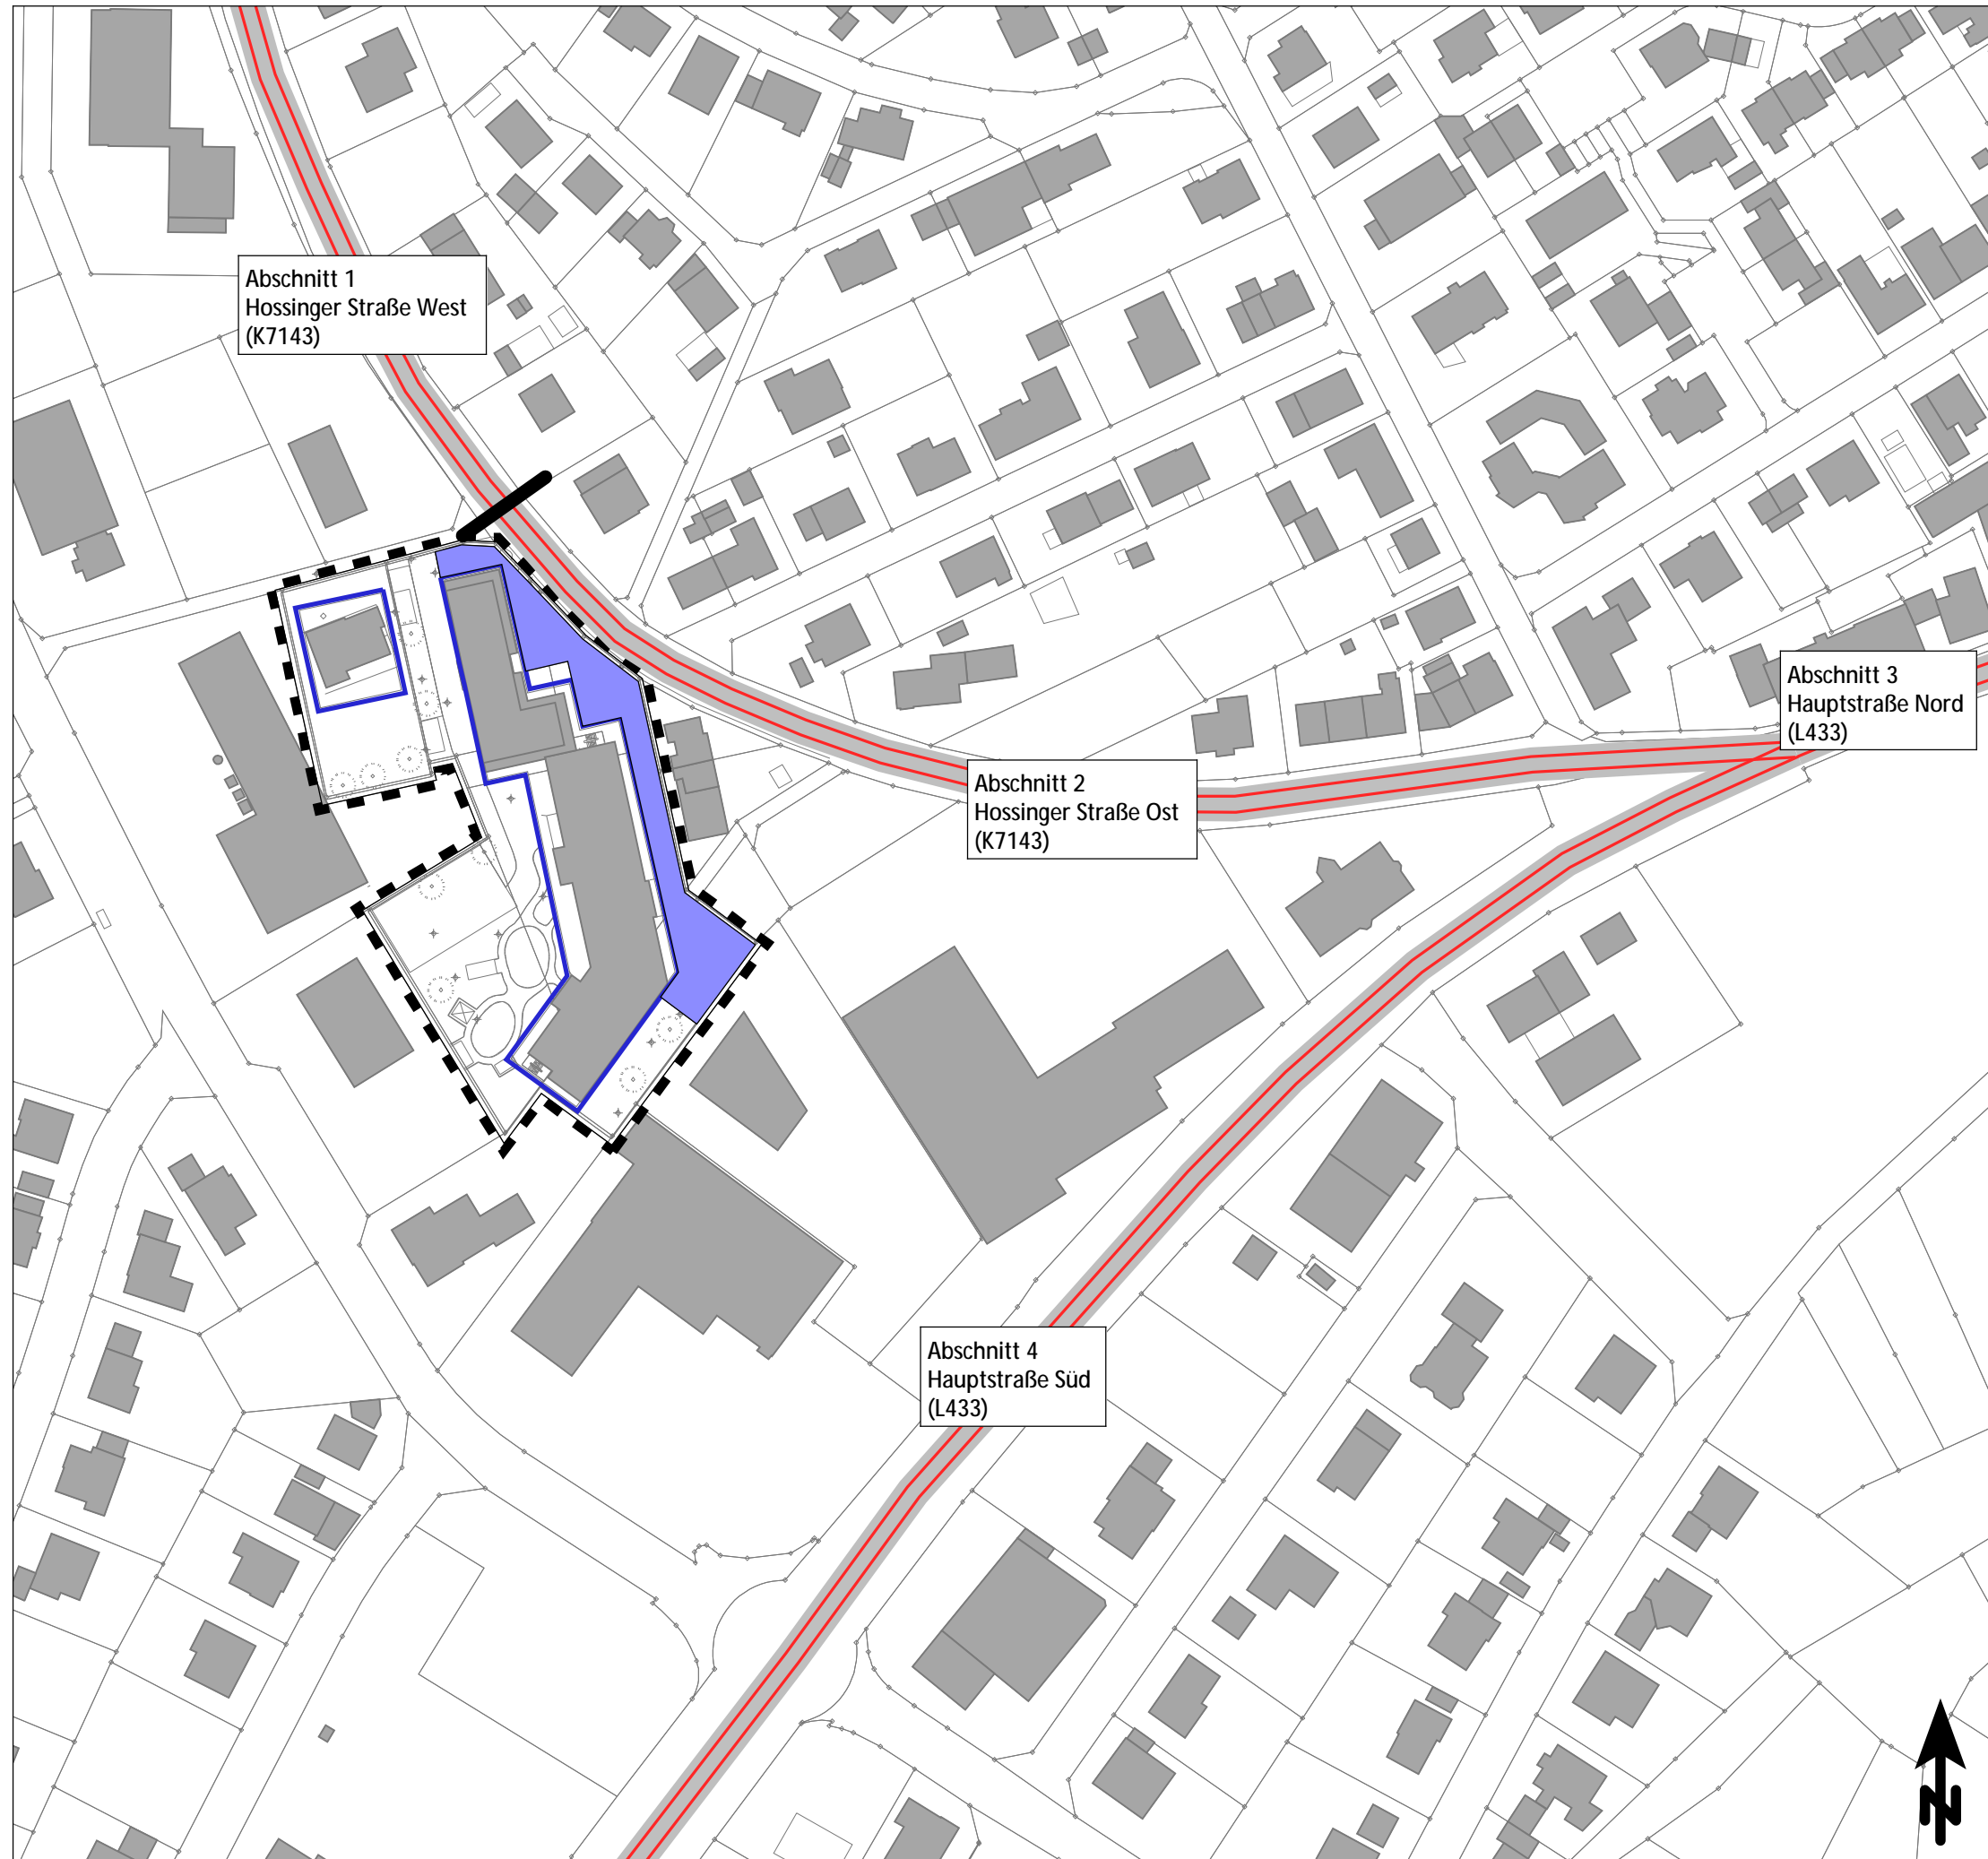 Abschnitt 1
Hossinger Straße West
(K7143)
Abschnitt 3
Hauptstraße Nord
(L433)
Abschnitt 2
Hossinger Straße Ost
(K7143)
Abschnitt 4
Hauptstraße Süd
(L433)
N